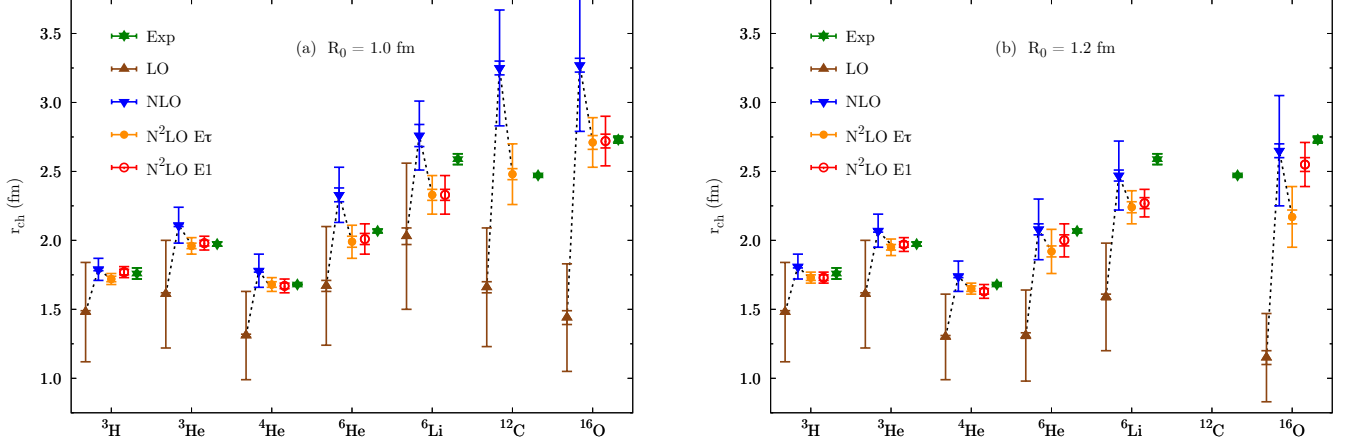 3.5
3.0
2.5
2.0
1.5
1.0
r_ch (fm)
Exp
LO
NLO
N²LO Eτ
N²LO E1
(a) R₀ = 1.0 fm
³H ³He ⁴He ⁶He ⁶Li ¹²C ¹⁶O
3.5
3.0
2.5
2.0
1.5
1.0
r_ch (fm)
Exp
LO
NLO
N²LO Eτ
N²LO E1
(b) R₀ = 1.2 fm
³H ³He ⁴He ⁶He ⁶Li ¹²C ¹⁶O